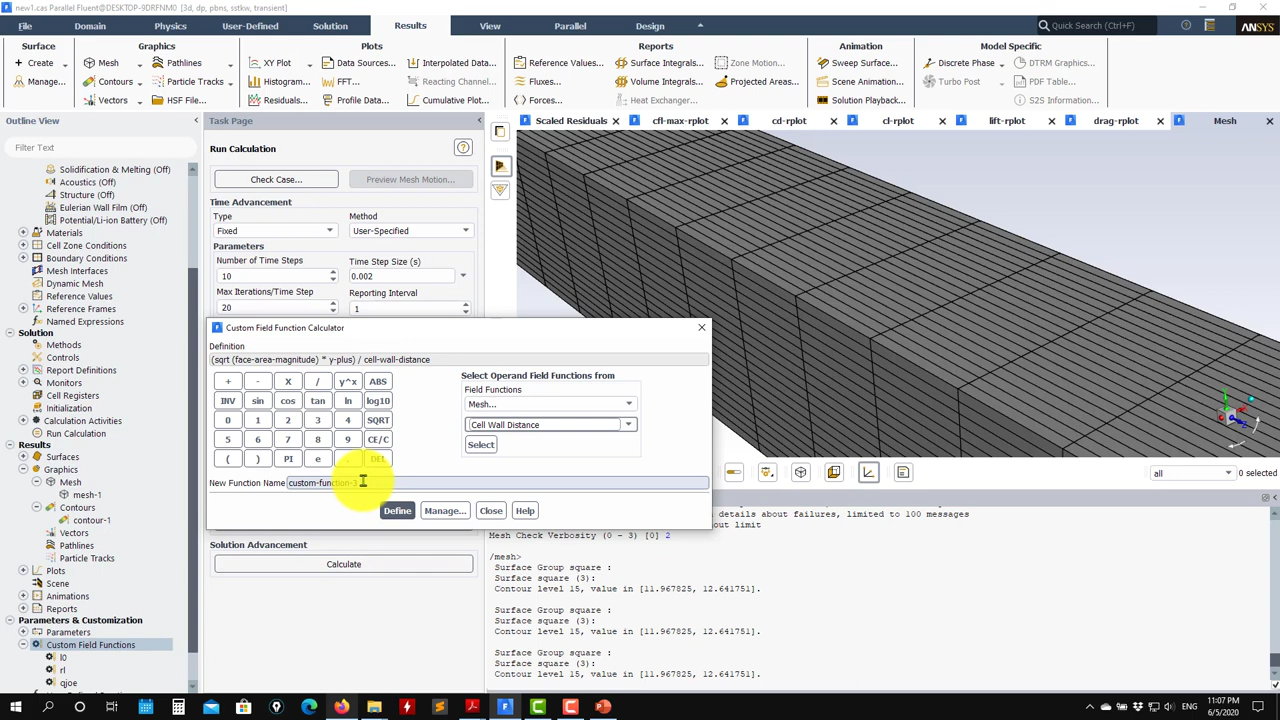 new1.cas Parallel Fluent@DESKTOP-9DRFNM0 [3d, dp, pbns, sstkw, transient]
File Domain Physics User-Defined Solution Results View Parallel Design Quick Search (Ctrl+F) ANSYS
Surface Graphics Plots Reports Animation Model Specific
Create Mesh Pathlines XY Plot Data Sources... Interpolated Data... Reference Values... Surface Integrals... Zone Motion... Sweep Surface... Discrete Phase DTRM Graphics...
Manage... Contours Particle Tracks Histogram... FFT... Reacting Channel... Fluxes... Volume Integrals... Projected Areas... Scene Animation... Turbo Post PDF Table...
Vectors HSF File... Residuals... Profile Data... Cumulative Plot... Forces... Heat Exchanger... Solution Playback... S2S Information...
Outline View
Filter Text
Solidification & Melting (Off)
Acoustics (Off)
Structure (Off)
Eulerian Wall Film (Off)
Potential/Li-ion Battery (Off)
Materials
Cell Zone Conditions
Boundary Conditions
Mesh Interfaces
Dynamic Mesh
Reference Values
Reference Frames
Named Expressions
Solution
Methods
Controls
Report Definitions
Monitors
Cell Registers
Initialization
Calculation Activities
Run Calculation
Results
Surfaces
Graphics
Mesh
mesh-1
Contours
contour-1
Vectors
Pathlines
Particle Tracks
Plots
Scene
Animations
Reports
Parameters & Customization
Parameters
Custom Field Functions
l0
rl
qjoe
Task Page
Run Calculation
Check Case... Preview Mesh Motion...
Time Advancement
Type Method
Fixed User-Specified
Parameters
Number of Time Steps Time Step Size (s)
10 0.002
Max Iterations/Time Step Reporting Interval
20 1
Custom Field Function Calculator
Definition
(sqrt (face-area-magnitude) * y-plus) / cell-wall-distance
+ - X / y^x ABS
INV sin cos tan ln log10
0 1 2 3 4 SQRT
5 6 7 8 9 CE/C
( ) PI e . DEL
Select Operand Field Functions from
Field Functions
Mesh...
Cell Wall Distance
Select
New Function Name custom-function-3
Define Manage... Close Help
Solution Advancement
Calculate
Scaled Residuals cfl-max-rplot cd-rplot cl-rplot lift-rplot drag-rplot Mesh
all 0 selected
details about failures, limited to 100 messages
out limit
Mesh Check Verbosity (0 - 3) [0] 2
/mesh>
Surface Group square :
Surface square (3):
Contour level 15, value in [11.967825, 12.641751].
Surface Group square :
Surface square (3):
Contour level 15, value in [11.967825, 12.641751].
Surface Group square :
Surface square (3):
Contour level 15, value in [11.967825, 12.641751].
11:07 PM
6/5/2020